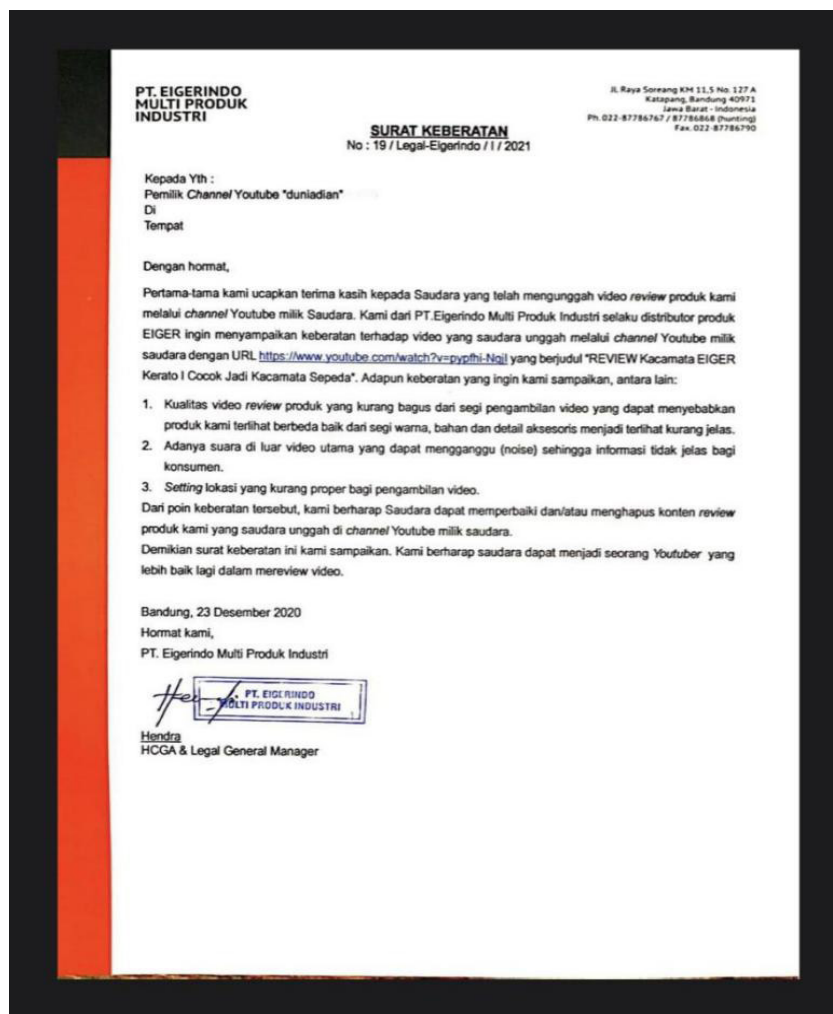 PT. EIGERINDO
MULTI PRODUK
INDUSTRI
JL. Raya Soreang KM 11,5 No. 127 A
Katapang, Bandung 40971
Jawa Barat - Indonesia
Ph. 022-87786767 / 87786868 (hunting)
Fax. 022-87786790
SURAT KEBERATAN
No : 19 / Legal-Eigerindo / I / 2021
Kepada Yth :
Pemilik Channel Youtube "duniadian"
Di
Tempat
Dengan hormat,
Pertama-tama kami ucapkan terima kasih kepada Saudara yang telah mengunggah video review produk kami
melalui channel Youtube milik Saudara. Kami dari PT.Eigerindo Multi Produk Industri selaku distributor produk
EIGER ingin menyampaikan keberatan terhadap video yang saudara unggah melalui channel Youtube milik
saudara dengan URL https://www.youtube.com/watch?v=pypfhi-NqjI yang berjudul "REVIEW Kacamata EIGER
Kerato I Cocok Jadi Kacamata Sepeda". Adapun keberatan yang ingin kami sampaikan, antara lain:
1. Kualitas video review produk yang kurang bagus dari segi pengambilan video yang dapat menyebabkan
produk kami terlihat berbeda baik dari segi warna, bahan dan detail aksesoris menjadi terlihat kurang jelas.
2. Adanya suara di luar video utama yang dapat mengganggu (noise) sehingga informasi tidak jelas bagi
konsumen.
3. Setting lokasi yang kurang proper bagi pengambilan video.
Dari poin keberatan tersebut, kami berharap Saudara dapat memperbaiki dan/atau menghapus konten review
produk kami yang saudara unggah di channel Youtube milik saudara.
Demikian surat keberatan ini kami sampaikan. Kami berharap saudara dapat menjadi seorang Youtuber yang
lebih baik lagi dalam mereview video.
Bandung, 23 Desember 2020
Hormat kami,
PT. Eigerindo Multi Produk Industri
PT. EIGERINDO
MULTI PRODUK INDUSTRI
Hendra
HCGA & Legal General Manager